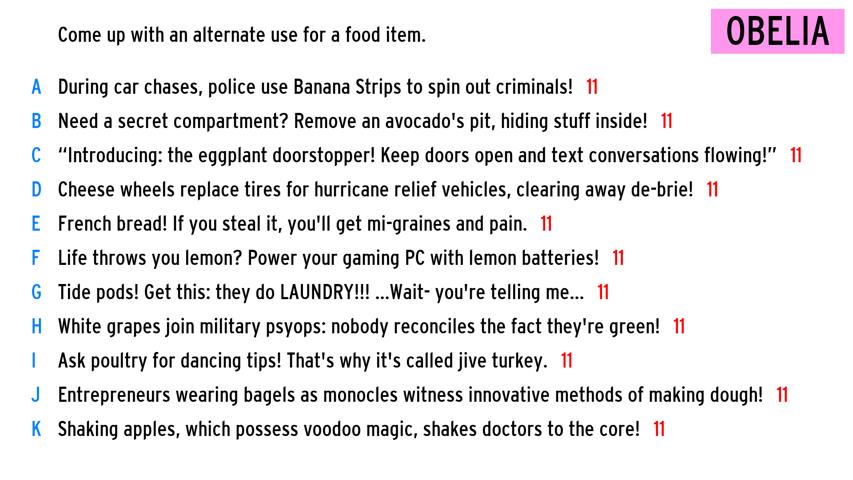 Come up with an alternate use for a food item.
OBELIA
A During car chases, police use Banana Strips to spin out criminals! 11
B Need a secret compartment? Remove an avocado's pit, hiding stuff inside! 11
C “Introducing: the eggplant doorstopper! Keep doors open and text conversations flowing!” 11
D Cheese wheels replace tires for hurricane relief vehicles, clearing away de-brie! 11
E French bread! If you steal it, you'll get mi-graines and pain. 11
F Life throws you lemon? Power your gaming PC with lemon batteries! 11
G Tide pods! Get this: they do LAUNDRY!!! ...Wait- you're telling me... 11
H White grapes join military psyops: nobody reconciles the fact they're green! 11
I Ask poultry for dancing tips! That's why it's called jive turkey. 11
J Entrepreneurs wearing bagels as monocles witness innovative methods of making dough! 11
K Shaking apples, which possess voodoo magic, shakes doctors to the core! 11